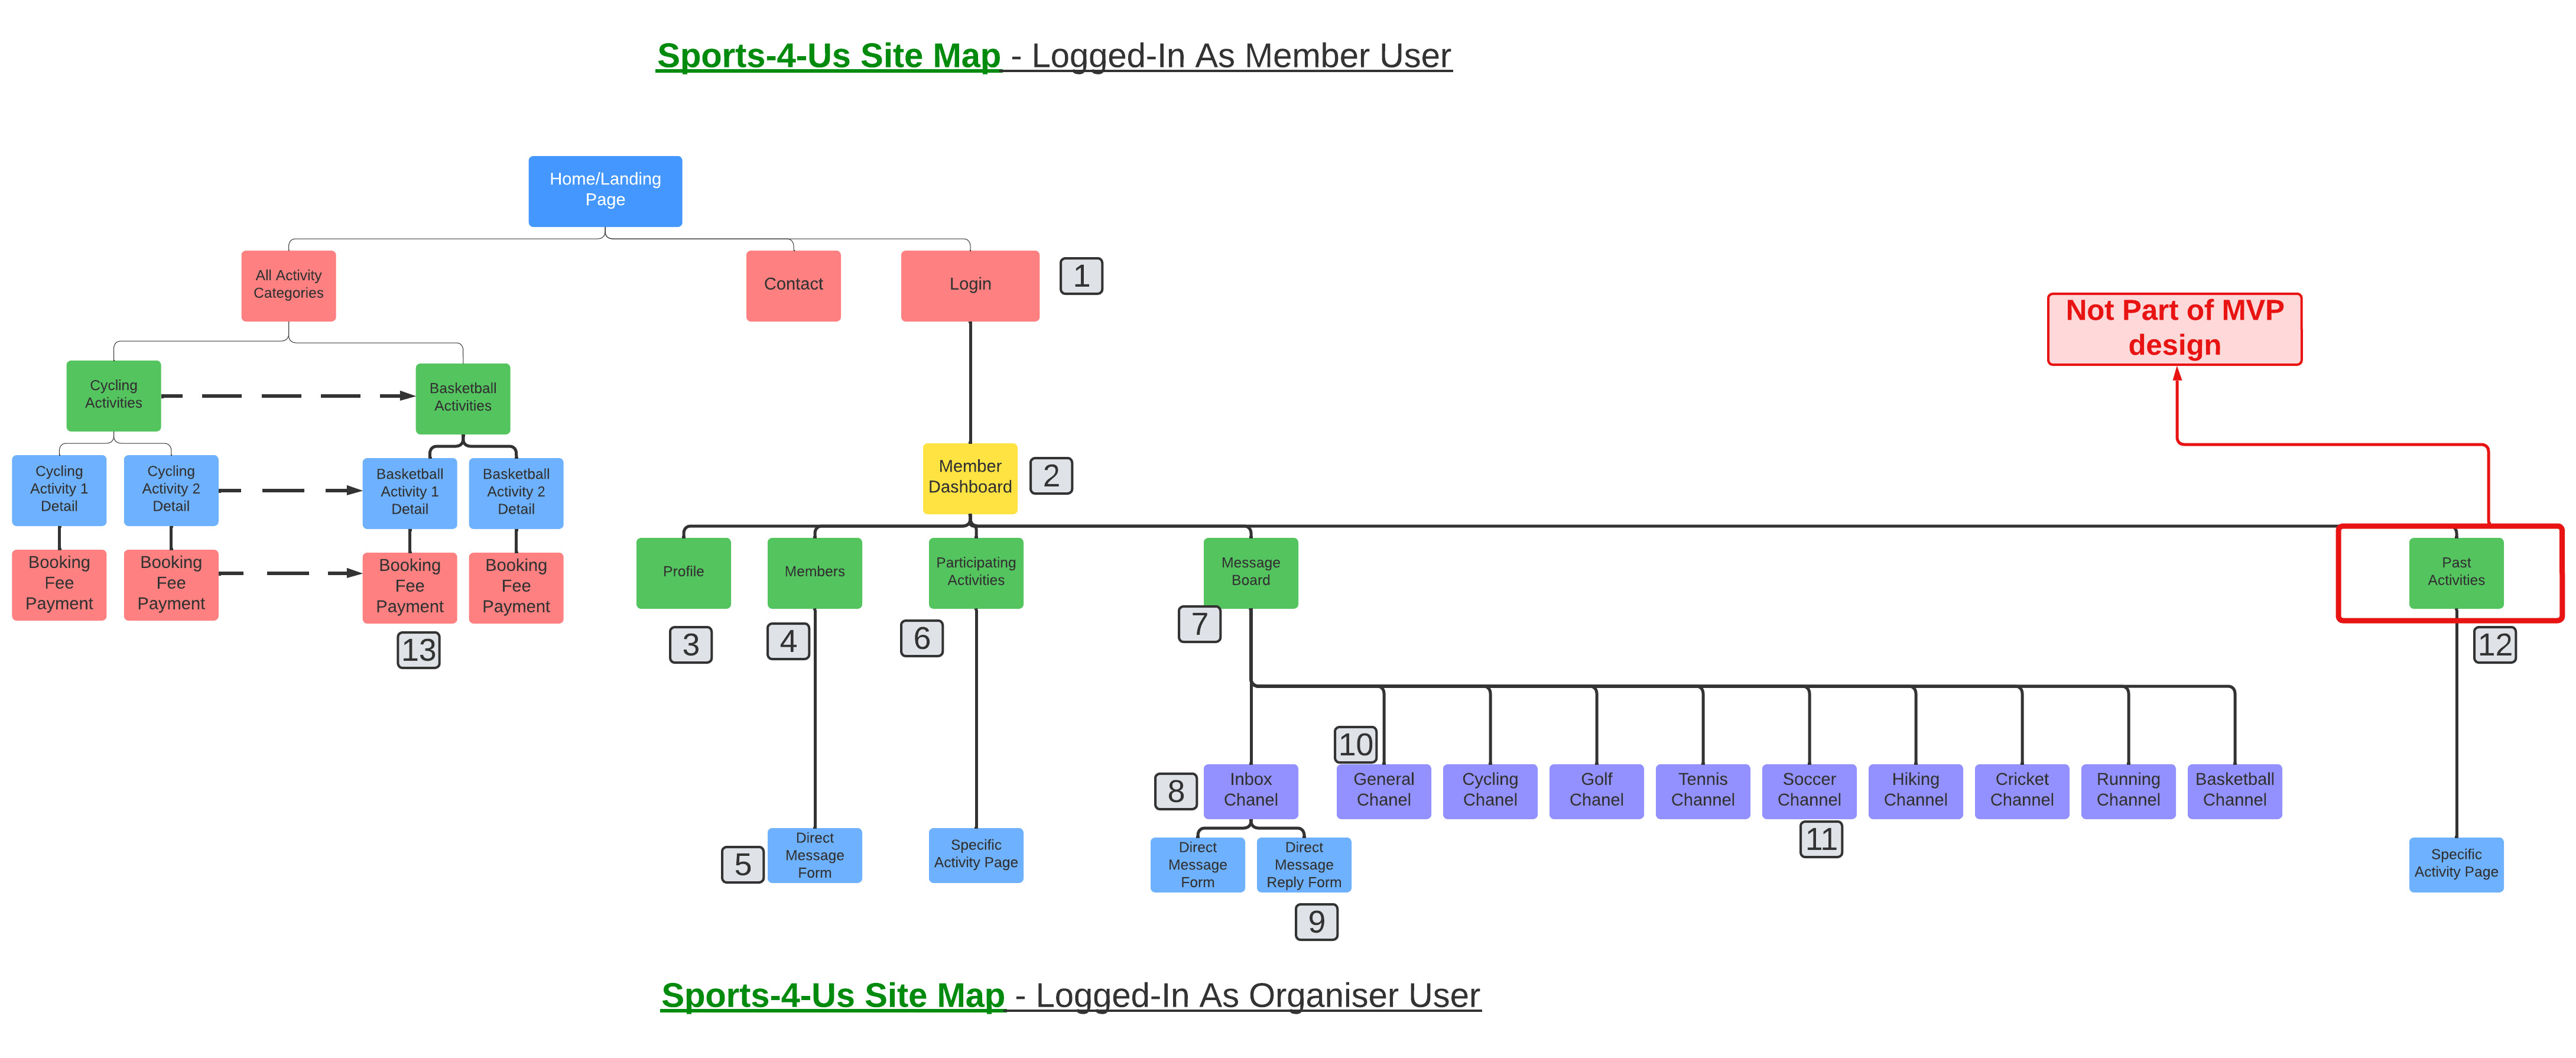 Sports-4-Us Site Map - Logged-In As Member User
Home/Landing
Page
All Activity
Categories
Contact
Login
1
Not Part of MVP
design
Cycling
Activities
Basketball
Activities
Cycling
Activity 1
Detail
Cycling
Activity 2
Detail
Basketball
Activity 1
Detail
Basketball
Activity 2
Detail
Member
Dashboard
2
Booking
Fee
Payment
Booking
Fee
Payment
Booking
Fee
Payment
Booking
Fee
Payment
13
Profile
Members
Participating
Activities
Message
Board
Past
Activities
3
4
6
7
12
10
8
Inbox
Chanel
General
Chanel
Cycling
Chanel
Golf
Chanel
Tennis
Channel
Soccer
Channel
Hiking
Channel
Cricket
Channel
Running
Channel
Basketball
Channel
11
5
Direct
Message
Form
Specific
Activity Page
Direct
Message
Form
Direct
Message
Reply Form
Specific
Activity Page
9
Sports-4-Us Site Map - Logged-In As Organiser User